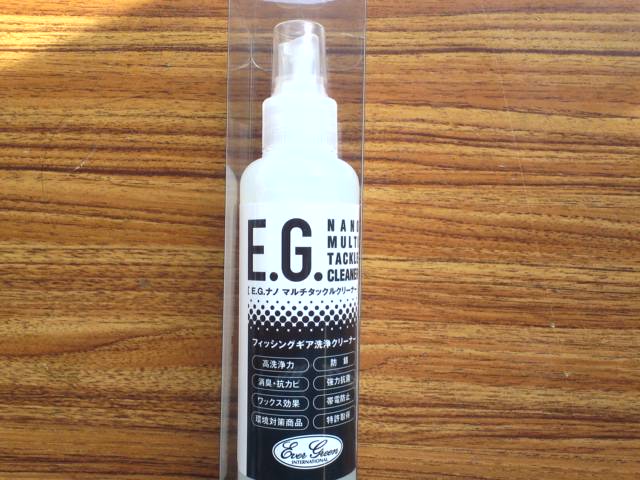 E.G.
NANO
MULTI
TACKLE
CLEANER
[ E.G.ナノ マルチタックルクリーナー
フィッシングギア洗浄クリーナー
高洗浄力 防錆
消臭・抗カビ 強力抗菌
ワックス効果 帯電防止
環境対策商品 特許取得
Ever Green
INTERNATIONAL